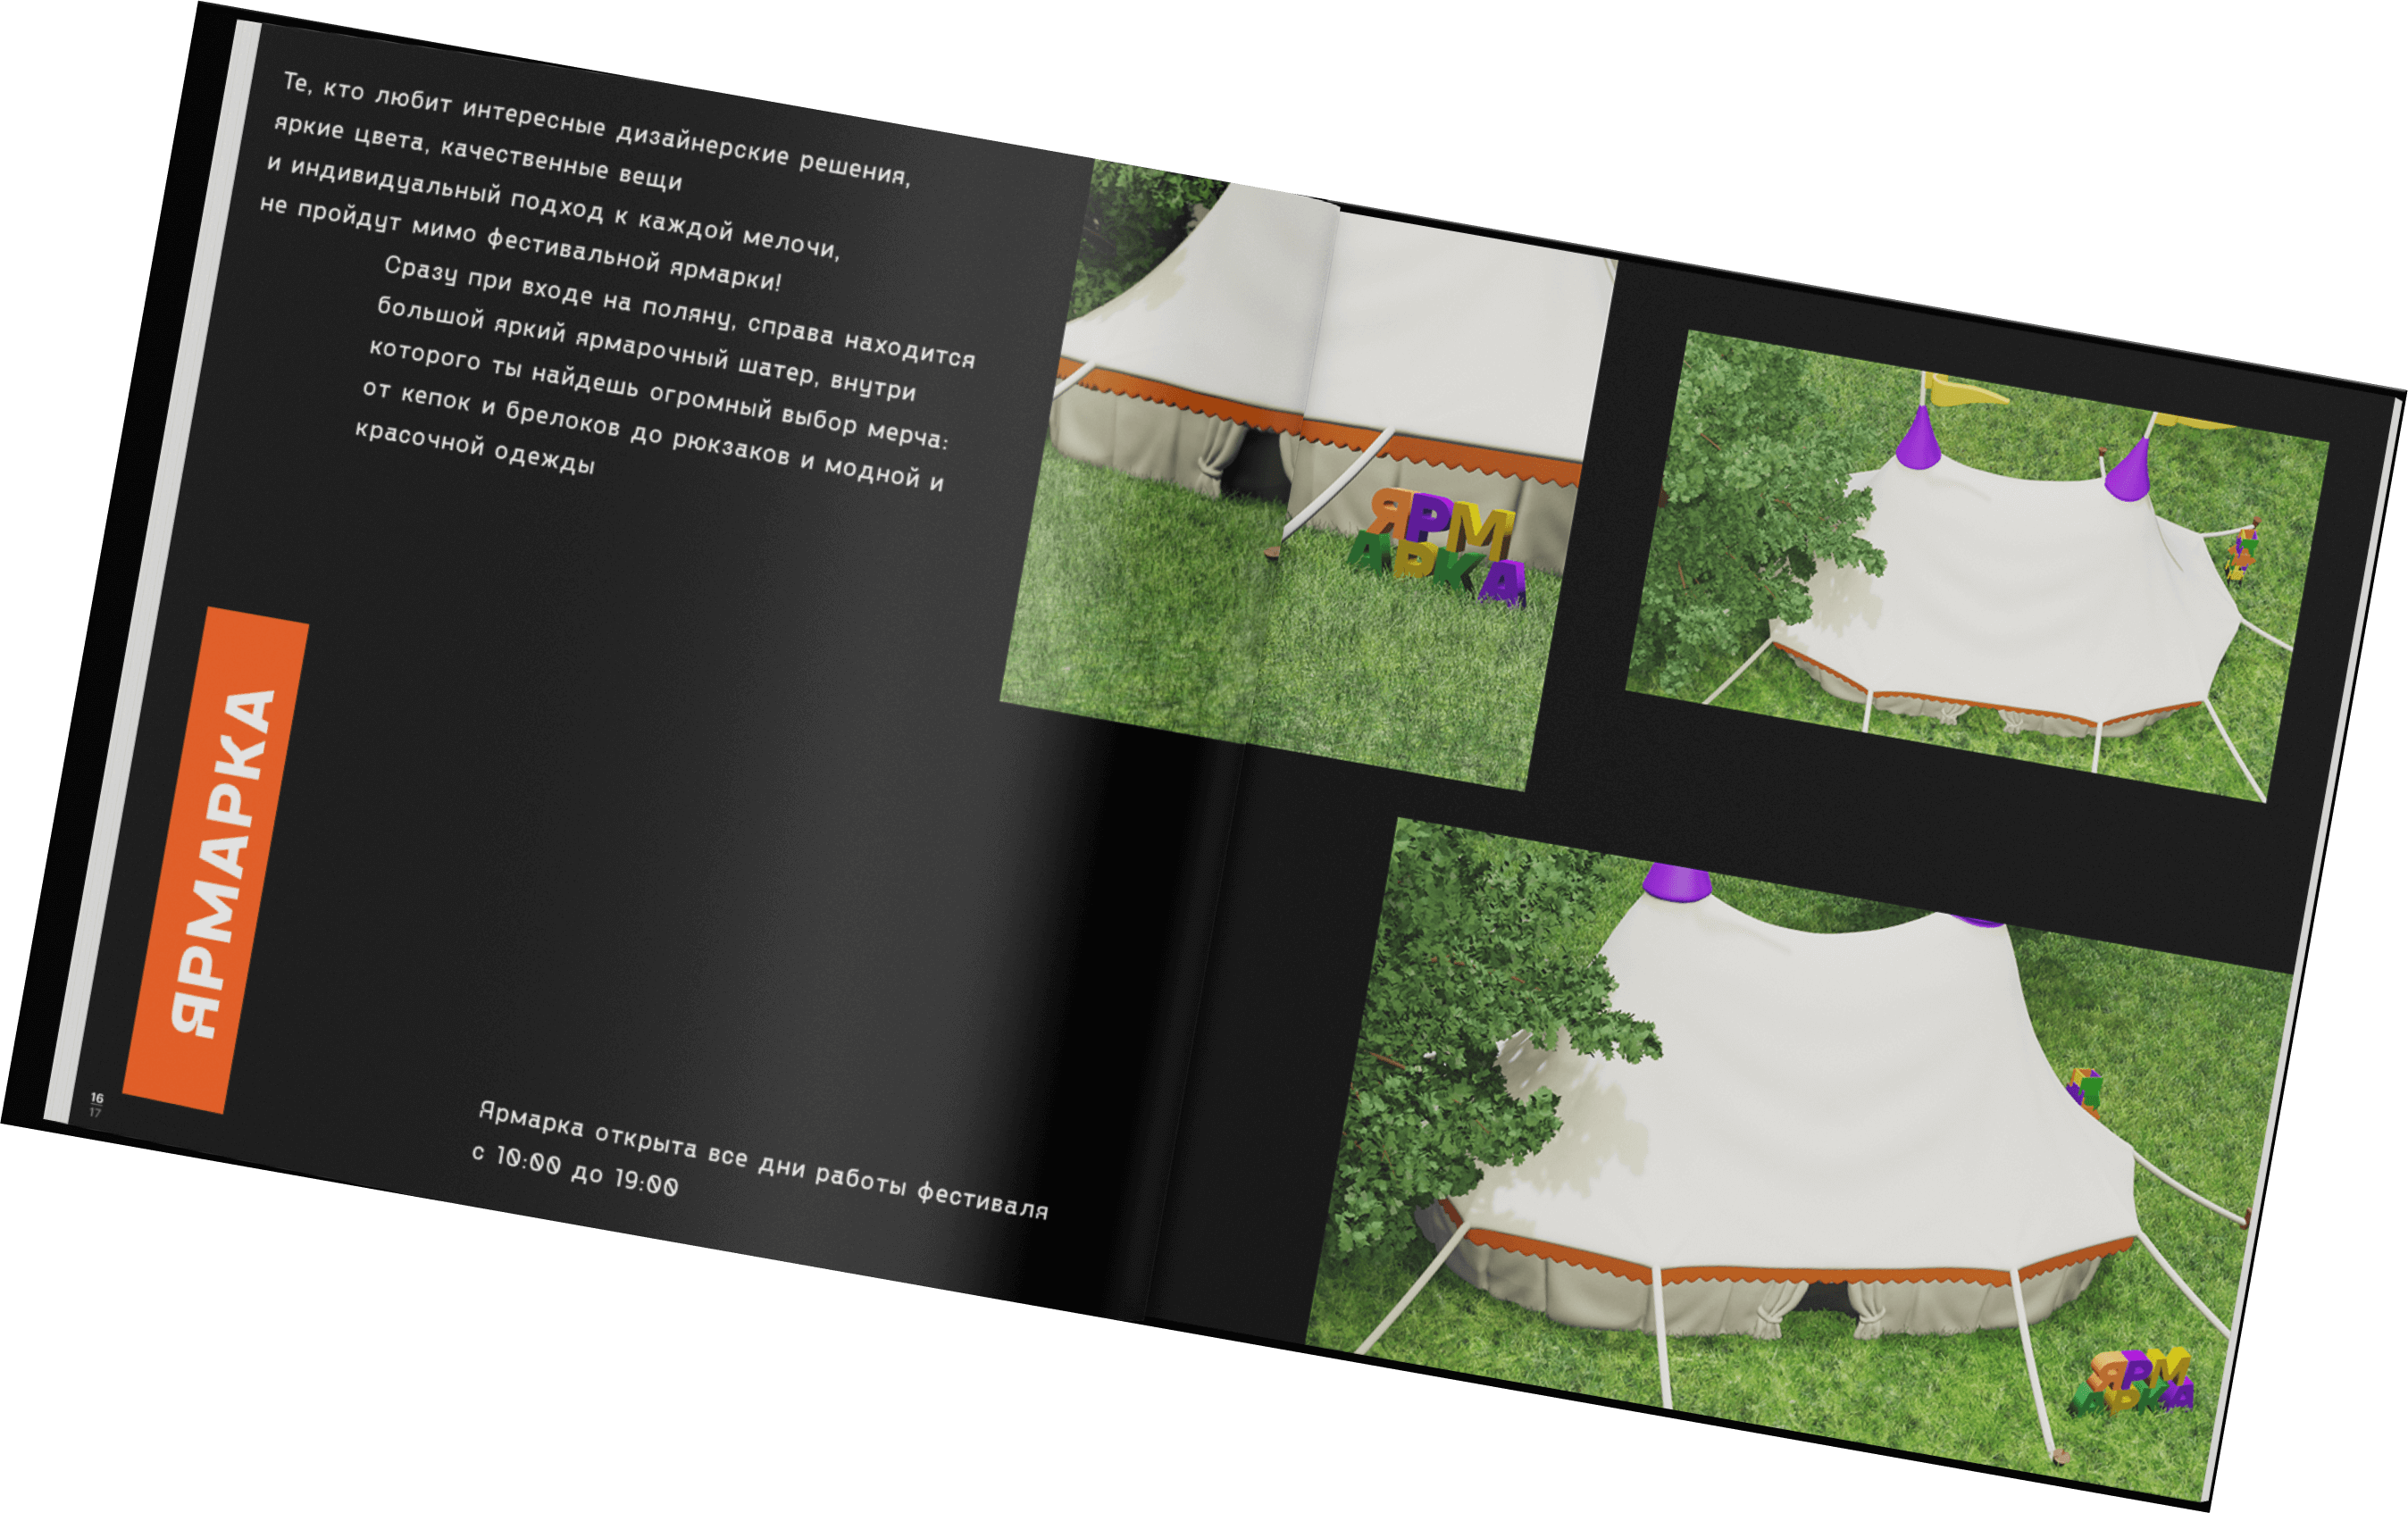 Те, кто любит интересные дизайнерские решения,
яркие цвета, качественные вещи
и индивидуальный подход к каждой мелочи,
не пройдут мимо фестивальной ярмарки!
Сразу при входе на поляну, справа находится
большой яркий ярмарочный шатер, внутри
которого ты найдешь огромный выбор мерча:
от кепок и брелоков до рюкзаков и модной и
красочной одежды
ЯРМАРКА
16
17
Ярмарка открыта все дни работы фестиваля
с 10:00 до 19:00
ЯРМ
АРКА
ЯРМ
АРКА